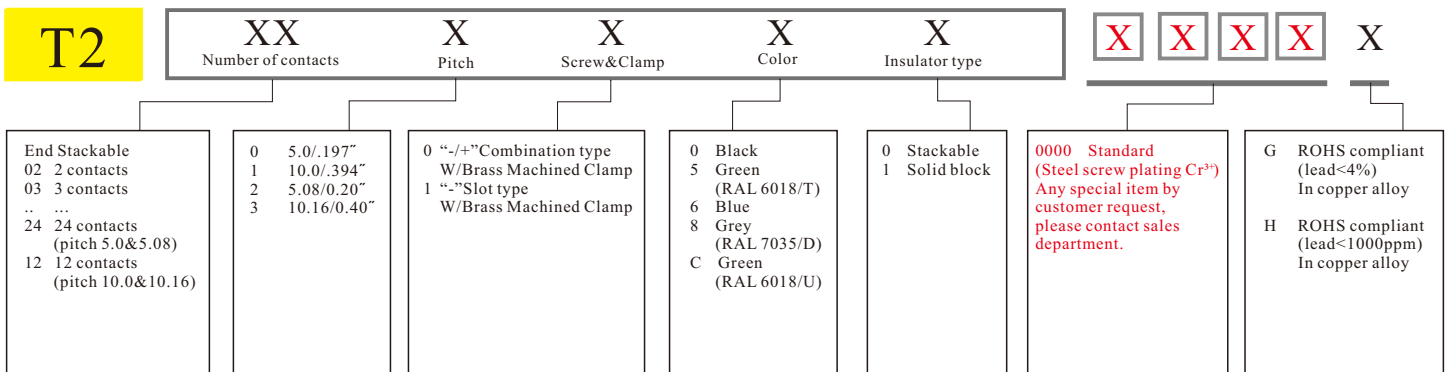 T2
XX X X X X X X X X X
Number of contacts Pitch Screw&Clamp Color Insulator type
End Stackable
02 2 contacts
03 3 contacts
.. ...
24 24 contacts
(pitch 5.0&5.08)
12 12 contacts
(pitch 10.0&10.16)
0 5.0/.197″
1 10.0/.394″
2 5.08/0.20″
3 10.16/0.40″
0 “-/+”Combination type
W/Brass Machined Clamp
1 “-”Slot type
W/Brass Machined Clamp
0 Black
5 Green
(RAL 6018/T)
6 Blue
8 Grey
(RAL 7035/D)
C Green
(RAL 6018/U)
0 Stackable
1 Solid block
0000 Standard
(Steel screw plating Cr³⁺)
Any special item by
customer request,
please contact sales
department.
G ROHS compliant
(lead<4%)
In copper alloy
H ROHS compliant
(lead<1000ppm)
In copper alloy